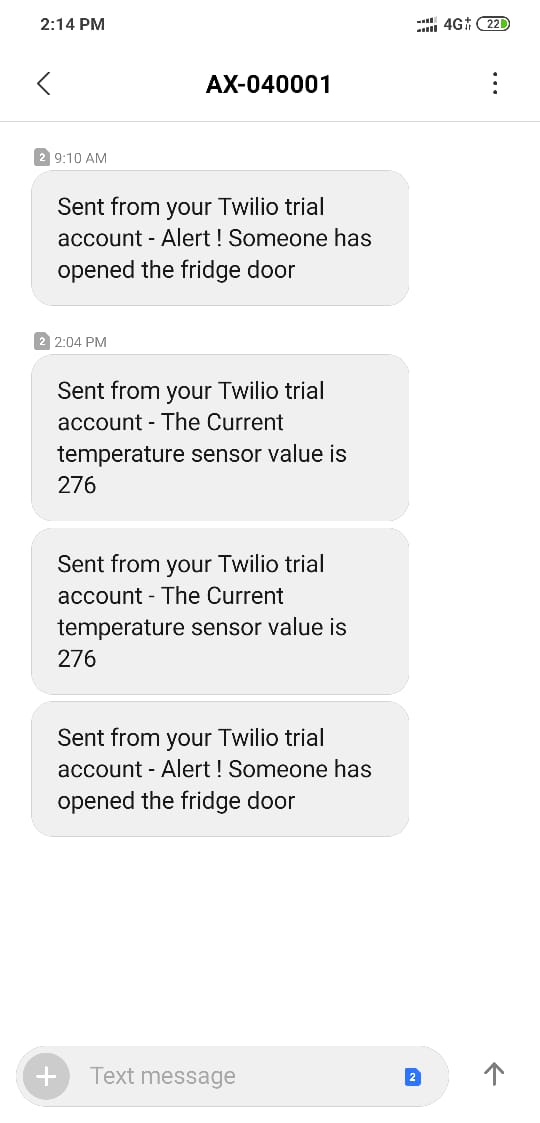 2:14 PM 4G+ 22
AX-040001
2 9:10 AM
Sent from your Twilio trial
account - Alert ! Someone has
opened the fridge door
2 2:04 PM
Sent from your Twilio trial
account - The Current
temperature sensor value is
276
Sent from your Twilio trial
account - The Current
temperature sensor value is
276
Sent from your Twilio trial
account - Alert ! Someone has
opened the fridge door
Text message 2